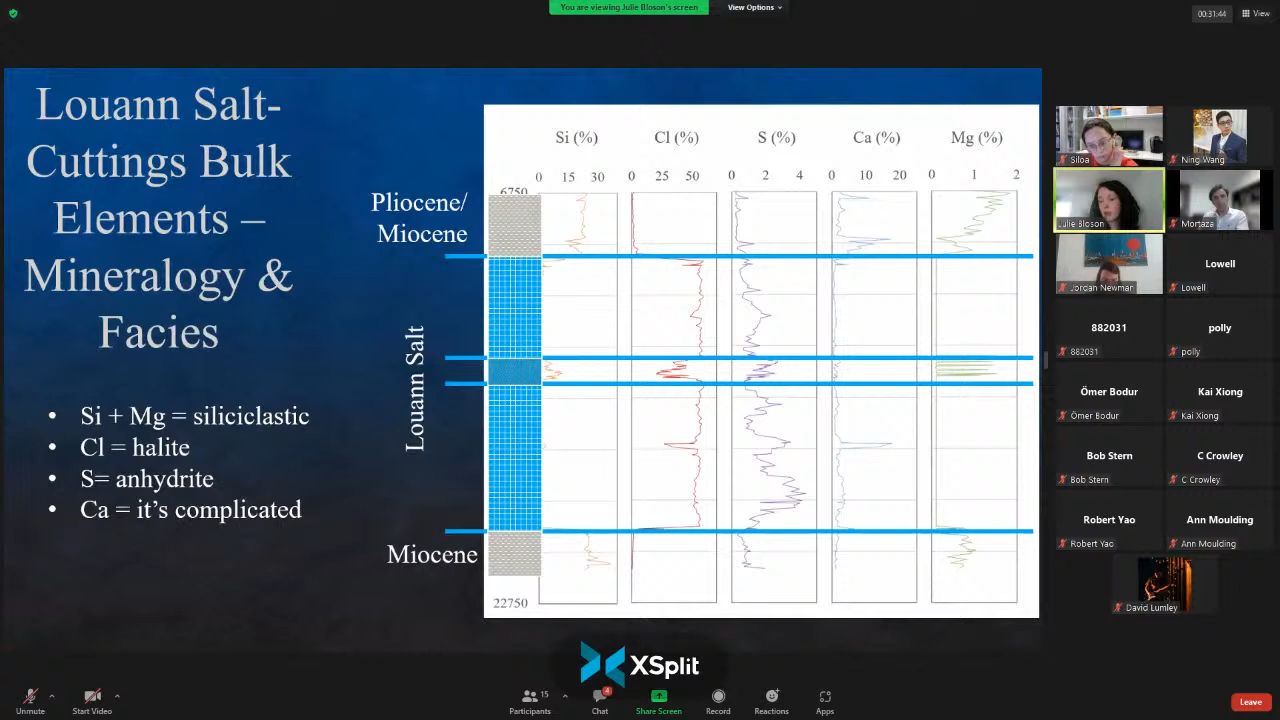 You are viewing Julie Bloson's screen
View Options
00:31:44
View
Louann Salt-
Cuttings Bulk
Elements –
Mineralogy &
Facies
Si + Mg = siliciclastic
Cl = halite
S= anhydrite
Ca = it's complicated
Si (%)
Cl (%)
S (%)
Ca (%)
Mg (%)
0 15 30
0 25 50
0 2 4
0 10 20
0 1 2
6750
Pliocene/
Miocene
Louann Salt
Miocene
22750
Siloa
Ning Wang
Julie Bloson
Mortaza
Jordan Newman
Lowell
Lowell
882031
882031
polly
polly
Ömer Bodur
Ömer Bodur
Kai Xiong
Kai Xiong
Bob Stern
Bob Stern
C Crowley
C Crowley
Robert Yao
Robert Yao
Ann Moulding
Ann Moulding
David Lumley
XSplit
Unmute
Start Video
15
Participants
4
Chat
Share Screen
Record
Reactions
Apps
Leave